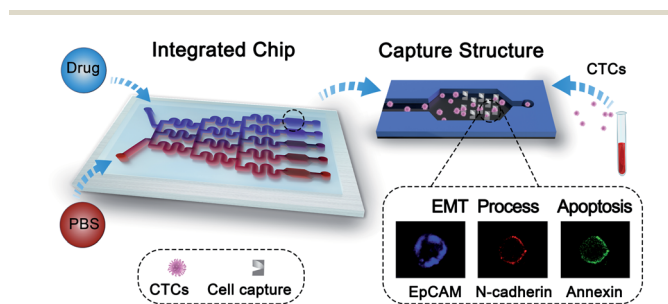 Integrated Chip
Capture Structure
Drug
CTCs
PBS
EMT Process Apoptosis
EpCAM N-cadherin Annexin
CTCs Cell capture